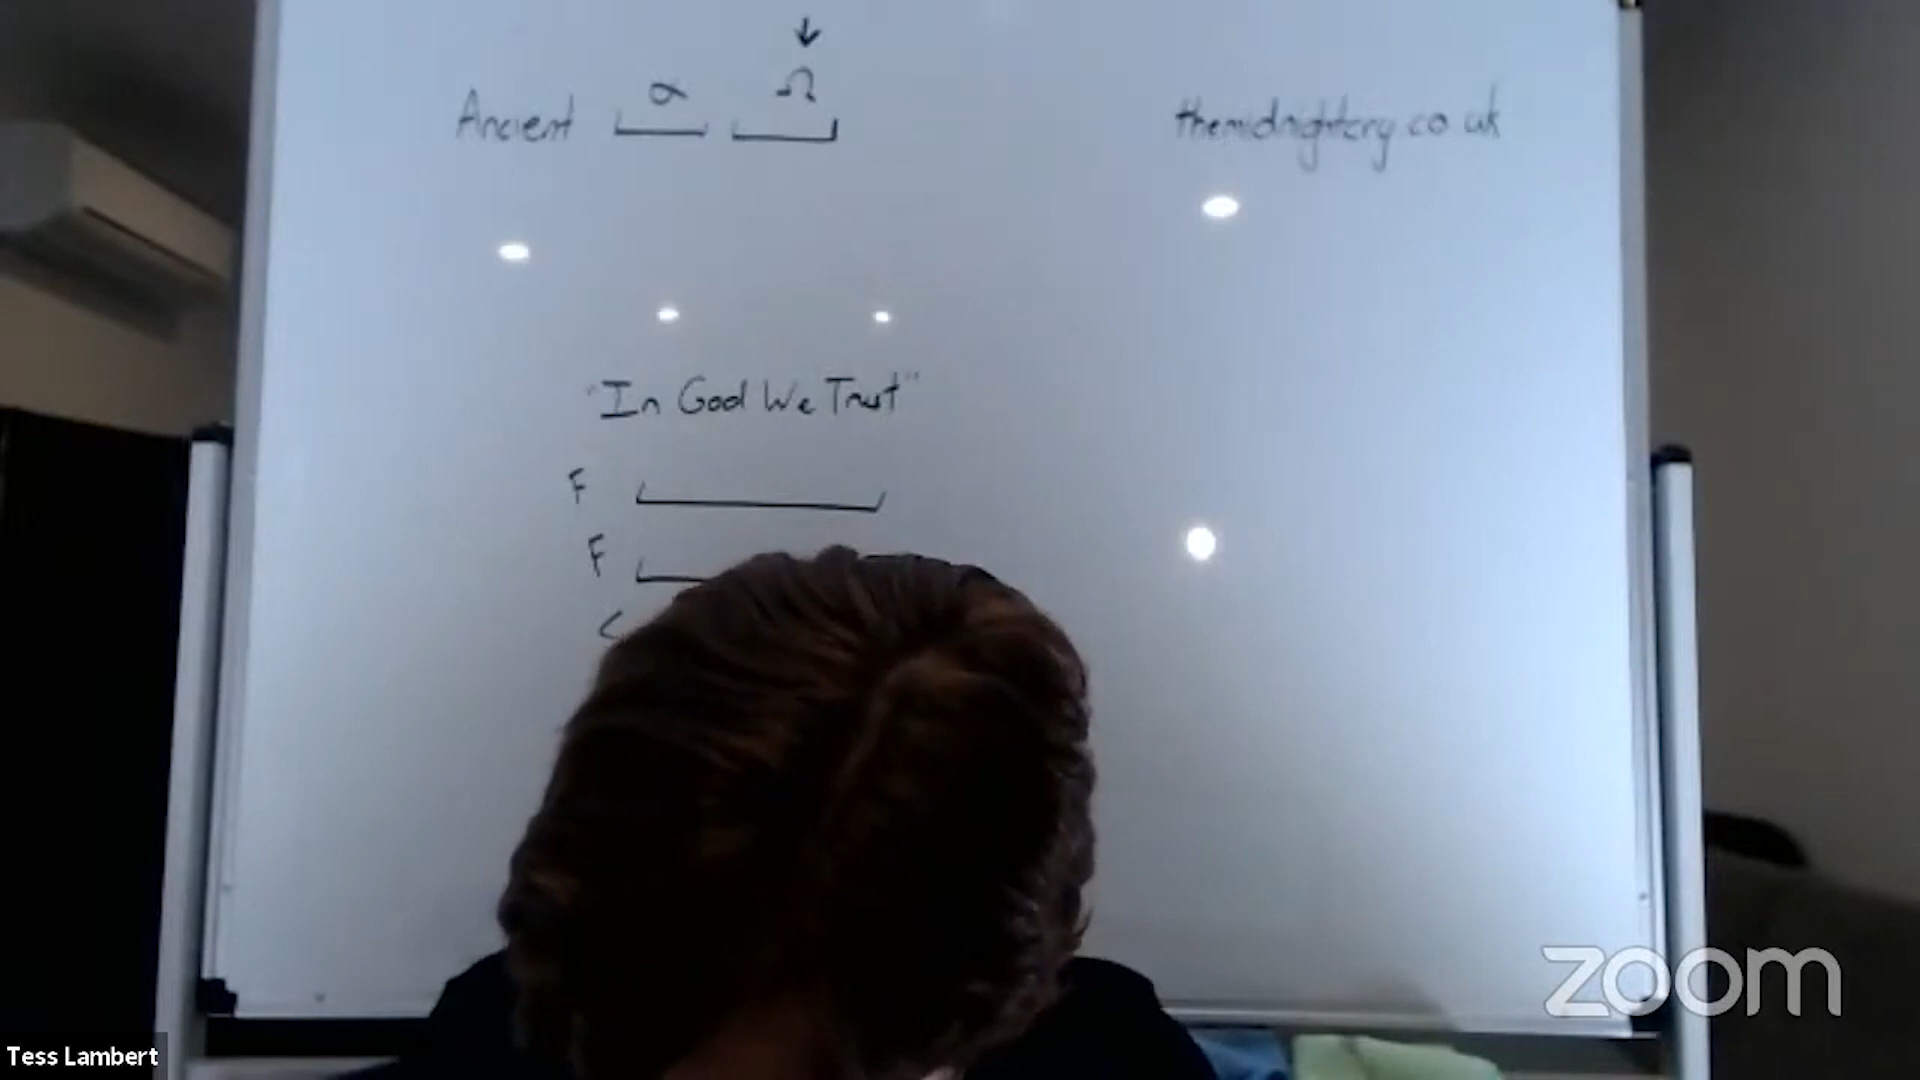 α Ω
Ancient
themidnightcry.co.uk
"In God We Trust"
F
F
zoom
Tess Lambert